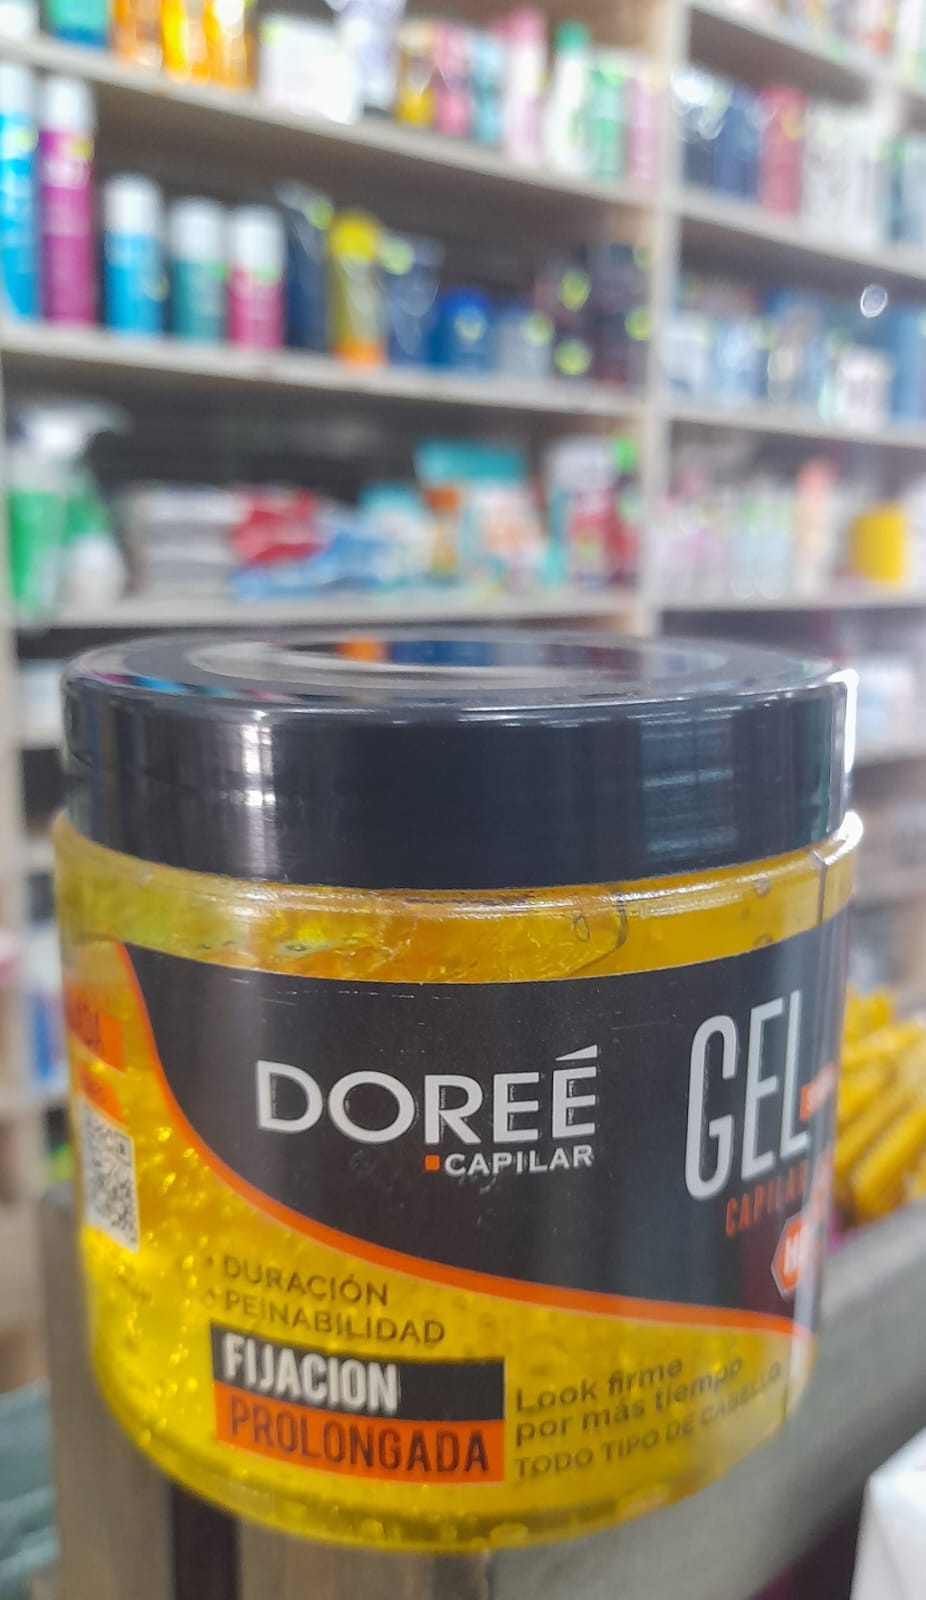 DOREÉ
CAPILAR
GEL
CAPILAR
• DURACIÓN
• PEINABILIDAD
FIJACION
PROLONGADA
Look firme
por más tiempo
TODO TIPO DE CABELLO